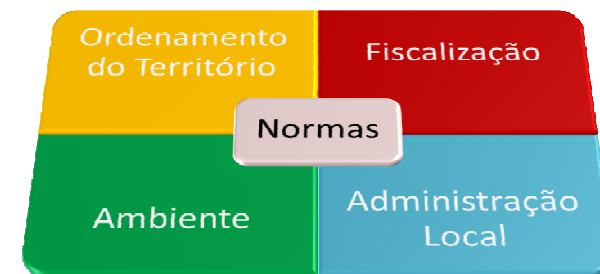 Ordenamento
do Território
Fiscalização
Normas
Ambiente
Administração
Local